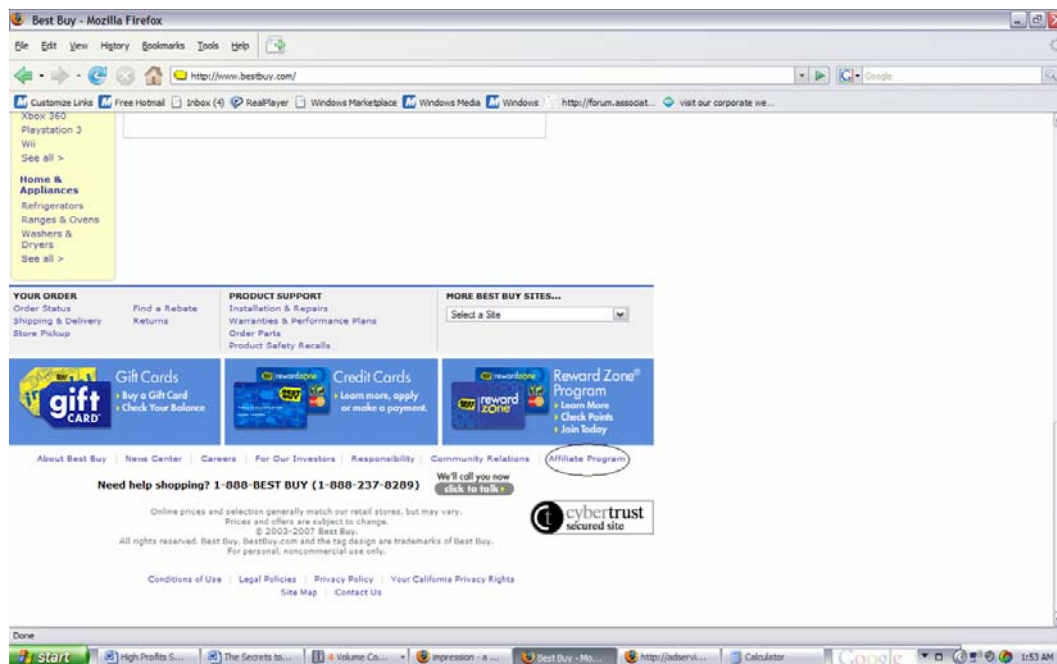 Best Buy - Mozilla Firefox
File Edit View History Bookmarks Tools Help
http://www.bestbuy.com/
Google
Customize Links Free Hotmail Inbox (4) RealPlayer Windows Marketplace Windows Media Windows http://forum.associat... visit our corporate we...
Xbox 360
Playstation 3
Wii
See all >
Home &
Appliances
Refrigerators
Ranges & Ovens
Washers &
Dryers
See all >
YOUR ORDER
Order Status
Shipping & Delivery
Store Pickup
Find a Rebate
Returns
PRODUCT SUPPORT
Installation & Repairs
Warranties & Performance Plans
Order Parts
Product Safety Recalls
MORE BEST BUY SITES...
Select a Site
gift
CARD
Gift Cards
Buy a Gift Card
Check Your Balance
rewardzone
BUY
Credit Cards
Learn more, apply
or make a payment.
rewardzone
BUY
reward
zone
Reward Zone®
Program
Learn More
Check Points
Join Today
About Best Buy | News Center | Careers | For Our Investors | Responsibility | Community Relations | Affiliate Program
Need help shopping? 1-888-BEST BUY (1-888-237-8289)
We'll call you now
click to talk
Online prices and selection generally match our retail stores, but may vary.
Prices and offers are subject to change.
© 2003-2007 Best Buy.
All rights reserved. Best Buy, BestBuy.com and the tag design are trademarks of Best Buy.
For personal, noncommercial use only.
cybertrust
secured site
Conditions of Use | Legal Policies | Privacy Policy | Your California Privacy Rights
Site Map | Contact Us
Done
start High Profits S... The Secrets to... 4 Volume Co... impression - a ... Best Buy - Mo... http://adservi... Calculator Google 1:53 AM